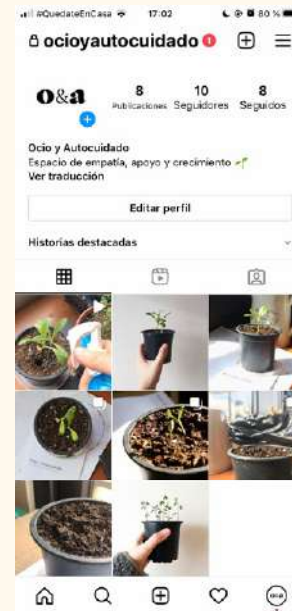 #QuedateEnCasa 17:02 80 %
ocioyautocuidado
O&a
8 10 8
Publicaciones Seguidores Seguidos
Ocio y Autocuidado
Espacio de empatía, apoyo y crecimiento
Ver traducción
Editar perfil
Historias destacadas